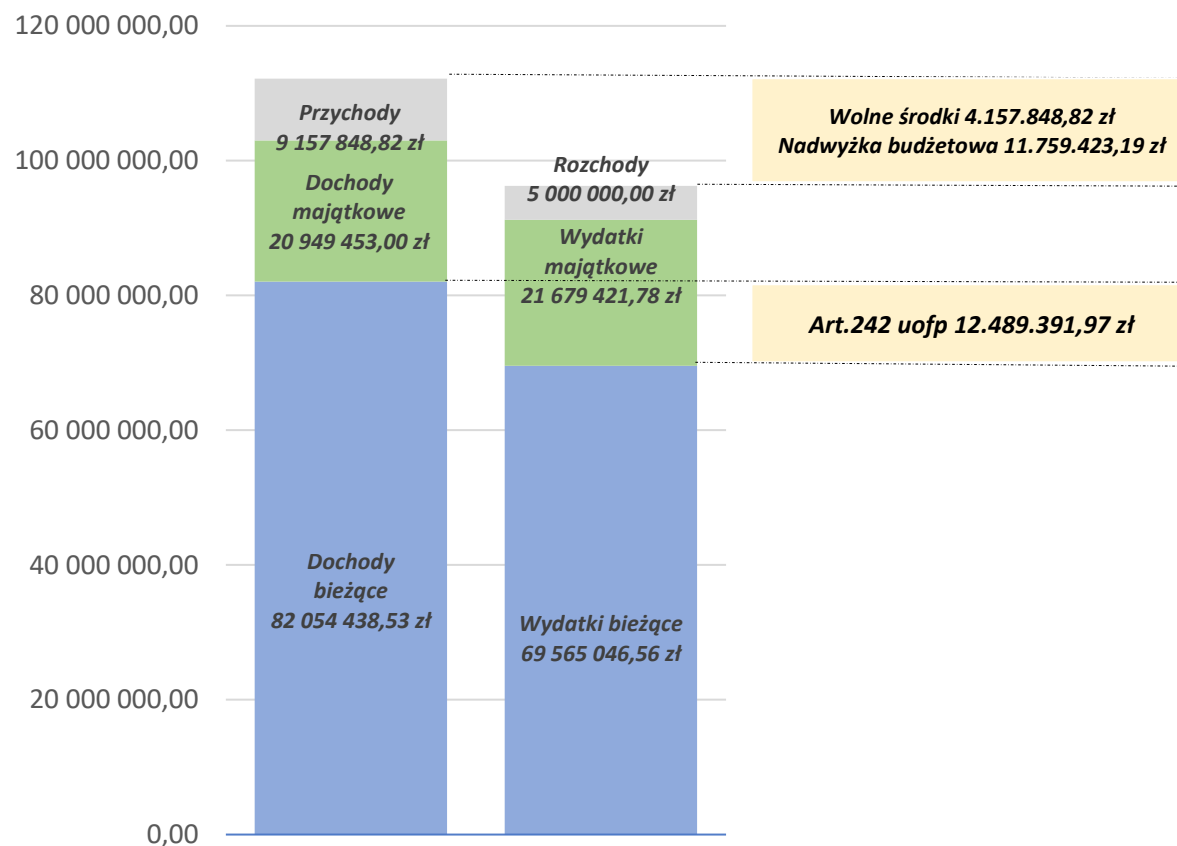 120 000 000,00
100 000 000,00
80 000 000,00
60 000 000,00
40 000 000,00
20 000 000,00
0,00
Przychody
9 157 848,82 zł
Dochody
majątkowe
20 949 453,00 zł
Dochody
bieżące
82 054 438,53 zł
Rozchody
5 000 000,00 zł
Wydatki
majątkowe
21 679 421,78 zł
Wydatki bieżące
69 565 046,56 zł
Wolne środki 4.157.848,82 zł
Nadwyżka budżetowa 11.759.423,19 zł
Art.242 uofp 12.489.391,97 zł